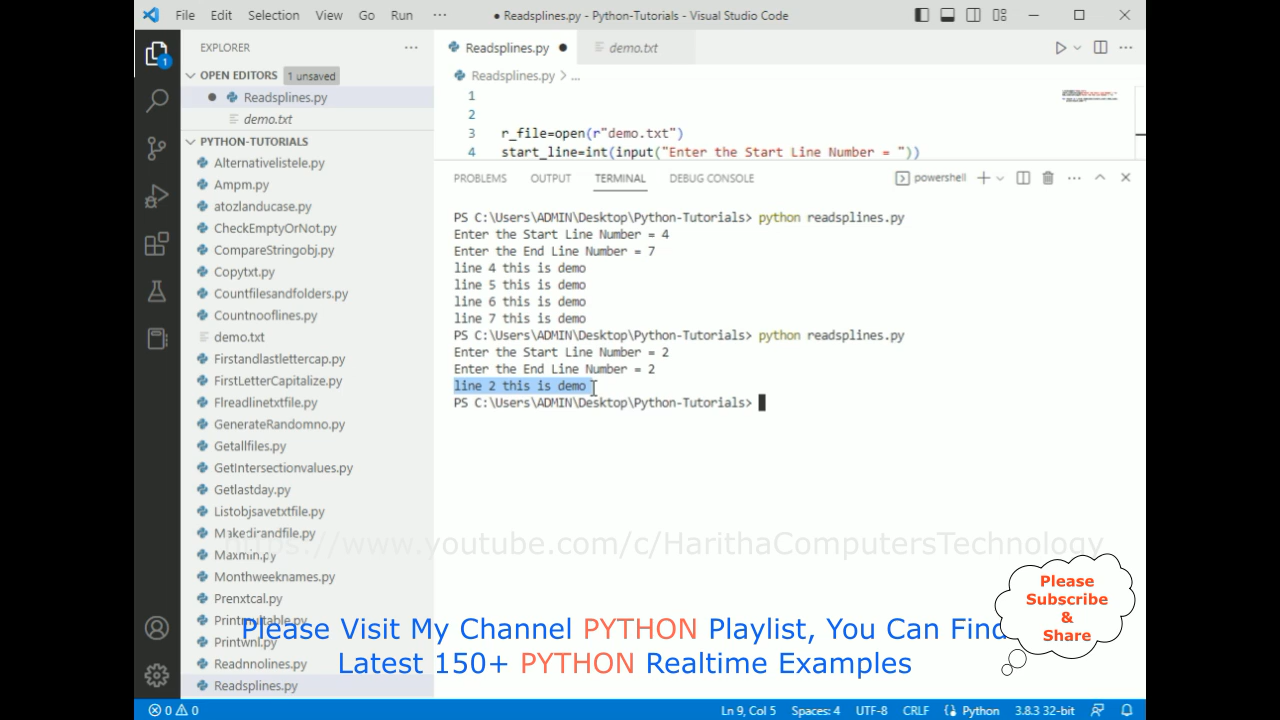 File Edit Selection View Go Run ··· ● Readsplines.py - Python-Tutorials - Visual Studio Code
EXPLORER ···
OPEN EDITORS 1 unsaved
● Readsplines.py
demo.txt
PYTHON-TUTORIALS
Alternativelistele.py
Ampm.py
atozlanducase.py
CheckEmptyOrNot.py
CompareStringobj.py
Copytxt.py
Countfilesandfolders.py
Countnooflines.py
demo.txt
Firstandlastlettercap.py
FirstLetterCapitalize.py
Flreadlinetxtfile.py
GenerateRandomno.py
Getallfiles.py
GetIntersectionvalues.py
Getlastday.py
Listobjsavetxtfile.py
Makedirandfile.py
Maxmin.py
Monthweeknames.py
Prenxtcal.py
Printmultable.py
Printwnl.py
Readnnolines.py
Readsplines.py
1
Readsplines.py ● demo.txt
Readsplines.py > ...
1
2
3 r_file=open(r"demo.txt")
4 start_line=int(input("Enter the Start Line Number = "))
PROBLEMS OUTPUT TERMINAL DEBUG CONSOLE powershell
PS C:\Users\ADMIN\Desktop\Python-Tutorials> python readsplines.py
Enter the Start Line Number = 4
Enter the End Line Number = 7
line 4 this is demo
line 5 this is demo
line 6 this is demo
line 7 this is demo
PS C:\Users\ADMIN\Desktop\Python-Tutorials> python readsplines.py
Enter the Start Line Number = 2
Enter the End Line Number = 2
line 2 this is demo
PS C:\Users\ADMIN\Desktop\Python-Tutorials>
https://www.youtube.com/c/HarithaComputersTechnology
Please Visit My Channel PYTHON Playlist, You Can Find
Latest 150+ PYTHON Realtime Examples
Please
Subscribe
&
Share
0 0 Ln 9, Col 5 Spaces: 4 UTF-8 CRLF Python 3.8.3 32-bit